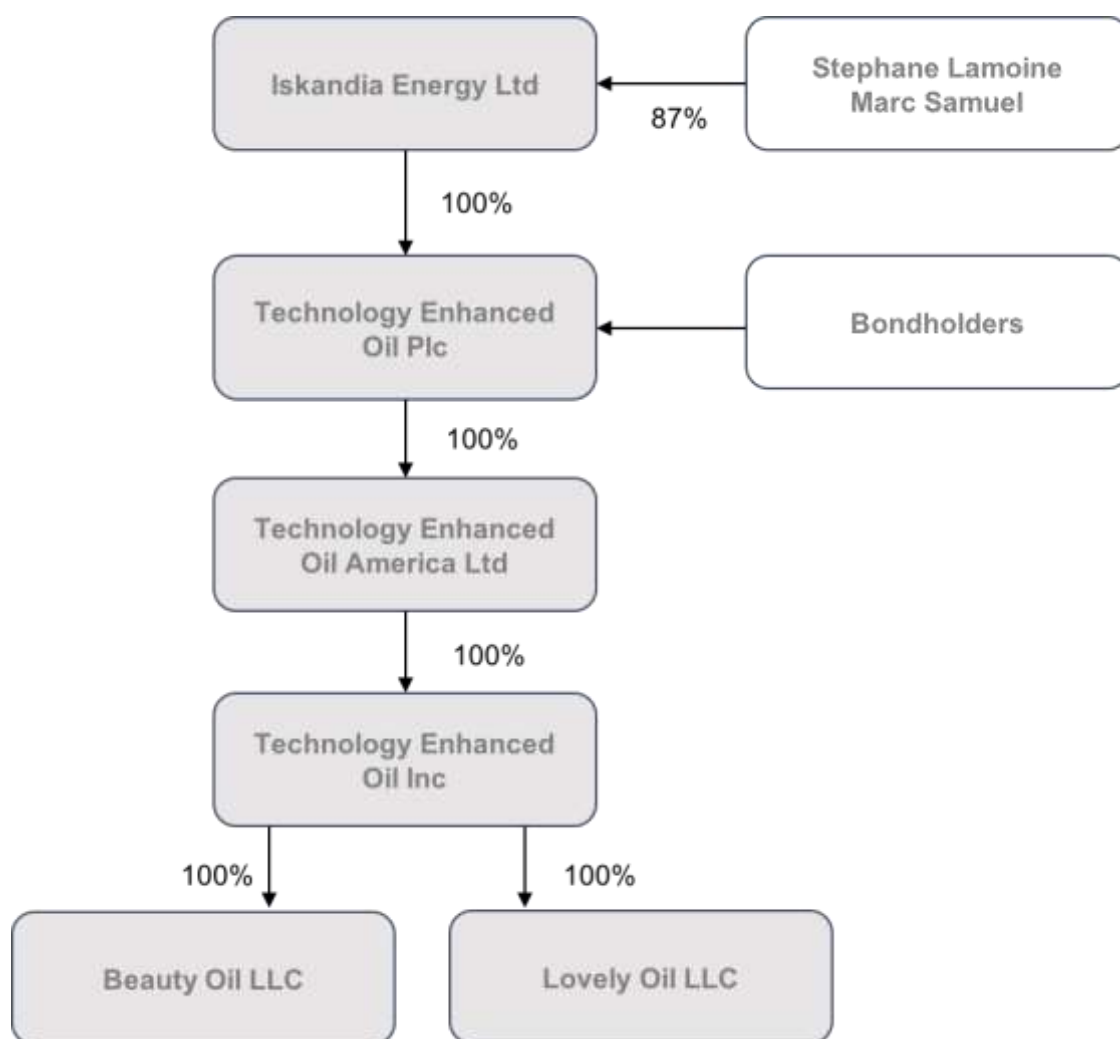 Iskandia Energy Ltd
Stephane Lamoine
Marc Samuel
87%
100%
Technology Enhanced
Oil Plc
Bondholders
100%
Technology Enhanced
Oil America Ltd
100%
Technology Enhanced
Oil Inc
100%
100%
Beauty Oil LLC
Lovely Oil LLC